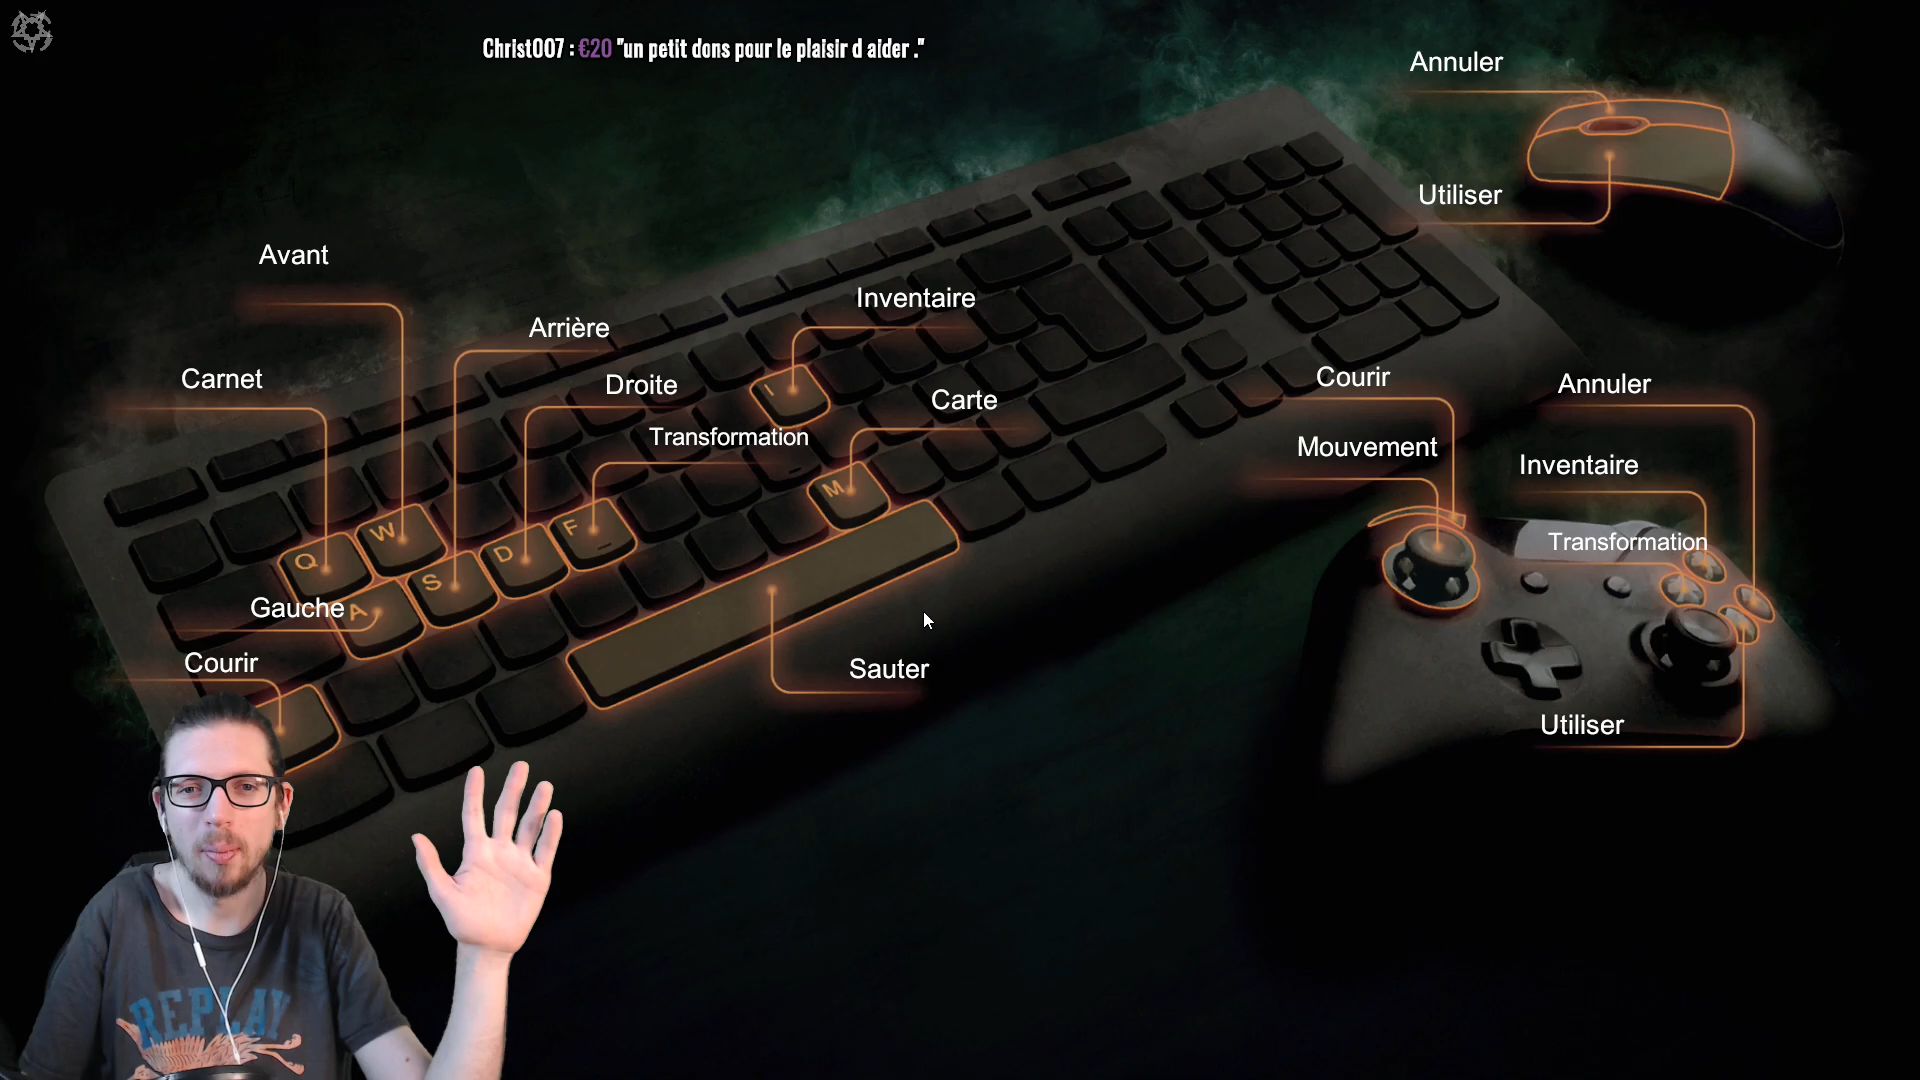 Christ007 : €20 "un petit dons pour le plaisir d aider ."
Annuler
Utiliser
Avant
Inventaire
Arrière
Carnet
Droite
Carte
Transformation
Courir
Annuler
Mouvement
Inventaire
Transformation
I
M
W
Q
F
D
S
A
Gauche
Courir
Sauter
Utiliser
REPLAY